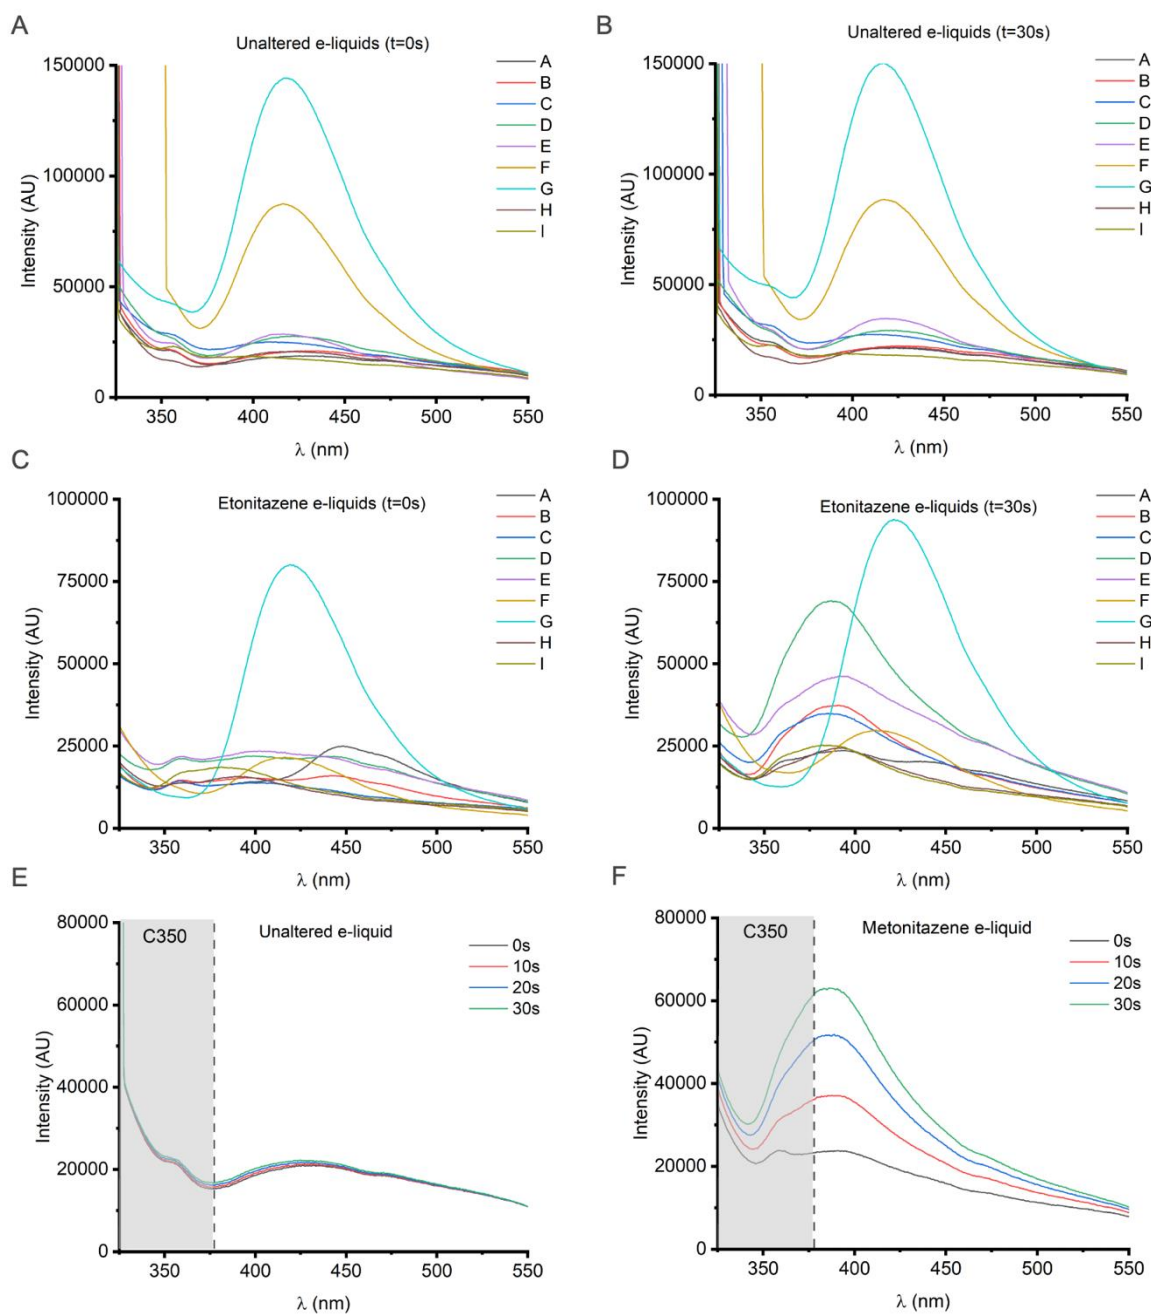 A
Unaltered e-liquids (t=0s)
150000
100000
50000
0
Intensity (AU)
350
400
450
500
550
λ (nm)
A
B
C
D
E
F
G
H
I
B
Unaltered e-liquids (t=30s)
150000
100000
50000
0
Intensity (AU)
350
400
450
500
550
λ (nm)
A
B
C
D
E
F
G
H
I
C
Etonitazene e-liquids (t=0s)
100000
75000
50000
25000
0
Intensity (AU)
350
400
450
500
550
λ (nm)
A
B
C
D
E
F
G
H
I
D
Etonitazene e-liquids (t=30s)
100000
75000
50000
25000
0
Intensity (AU)
350
400
450
500
550
λ (nm)
A
B
C
D
E
F
G
H
I
E
C350
Unaltered e-liquid
80000
60000
40000
20000
0
Intensity (AU)
350
400
450
500
550
λ (nm)
0s
10s
20s
30s
F
C350
Metonitazene e-liquid
80000
60000
40000
20000
0
Intensity (AU)
350
400
450
500
550
λ (nm)
0s
10s
20s
30s